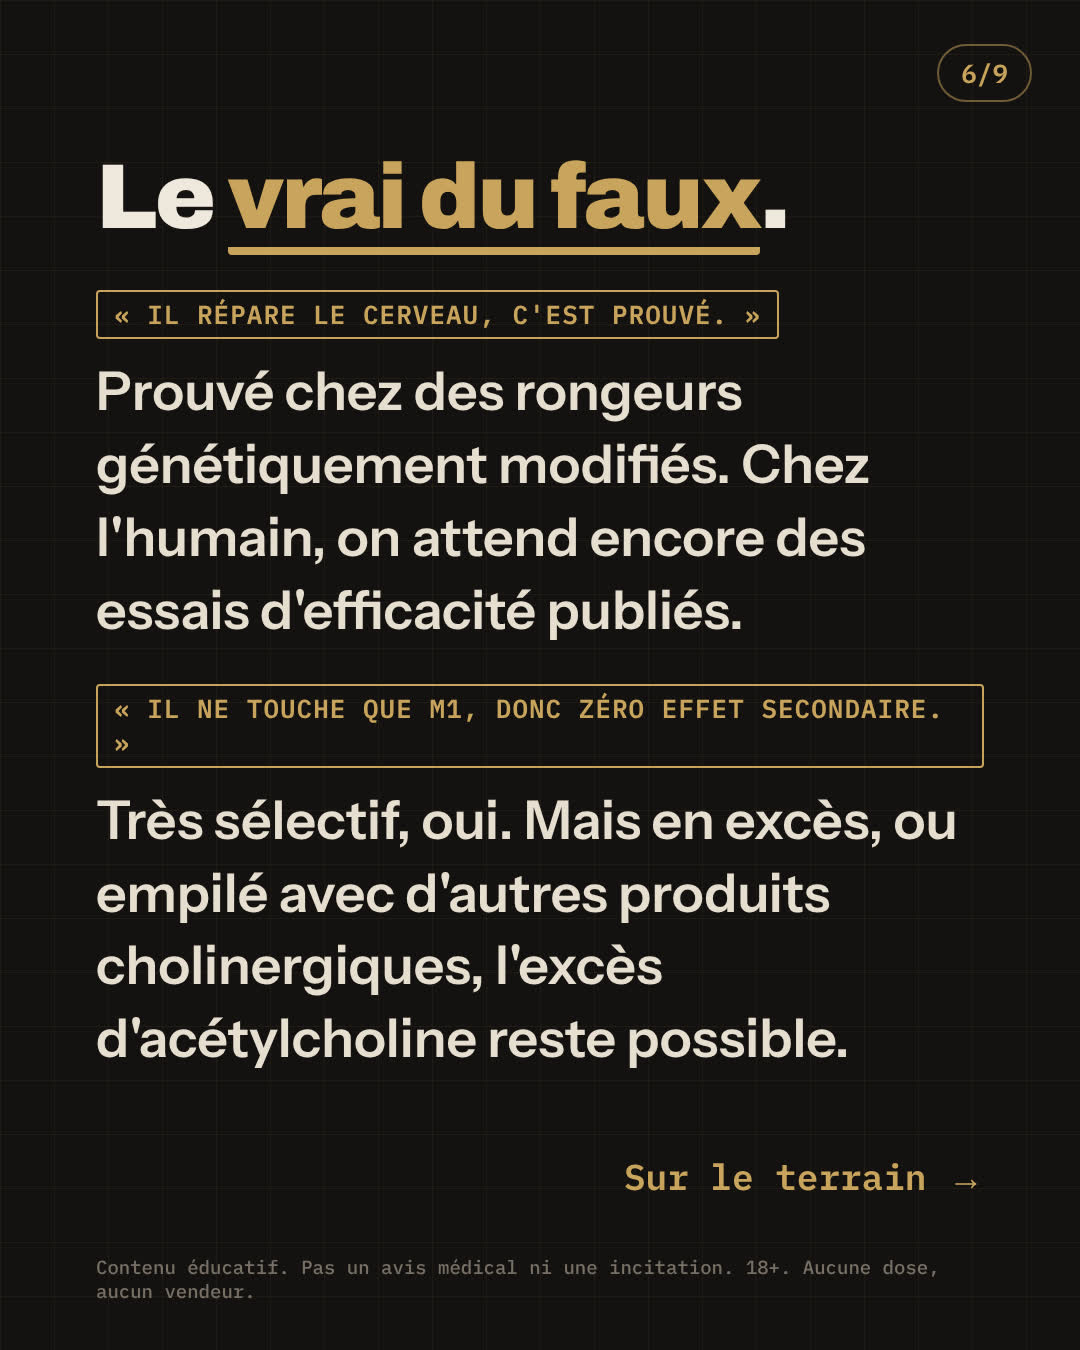 6/9
Le vrai du faux.
« IL RÉPARE LE CERVEAU, C'EST PROUVÉ. »
Prouvé chez des rongeurs
génétiquement modifiés. Chez
l'humain, on attend encore des
essais d'efficacité publiés.
« IL NE TOUCHE QUE M1, DONC ZÉRO EFFET SECONDAIRE.
»
Très sélectif, oui. Mais en excès, ou
empilé avec d'autres produits
cholinergiques, l'excès
d'acétylcholine reste possible.
Sur le terrain →
Contenu éducatif. Pas un avis médical ni une incitation. 18+. Aucune dose,
aucun vendeur.